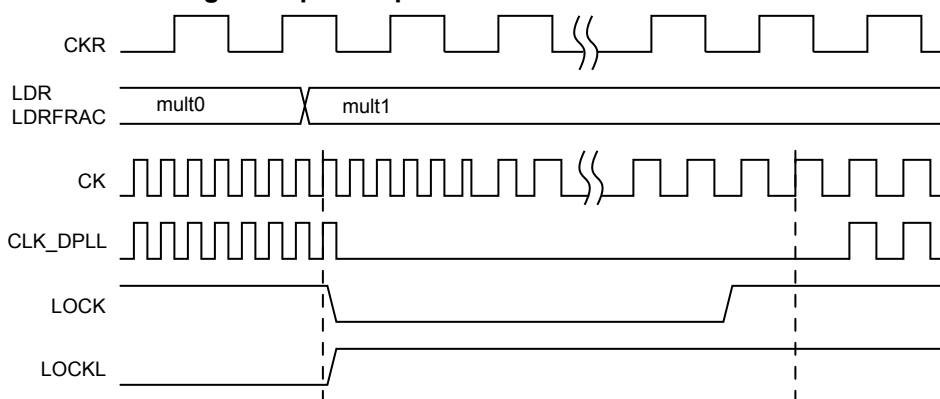 CKR
LDR
LDRFRAC
mult0
mult1
CK
CLK_DPLL
LOCK
LOCKL